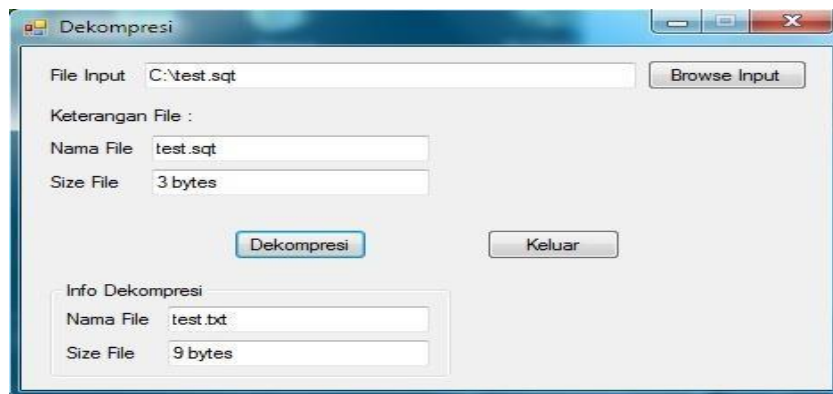 Dekompresi
File Input C:\test.sqt Browse Input
Keterangan File :
Nama File test.sqt
Size File 3 bytes
Dekompresi Keluar
Info Dekompresi
Nama File test.txt
Size File 9 bytes